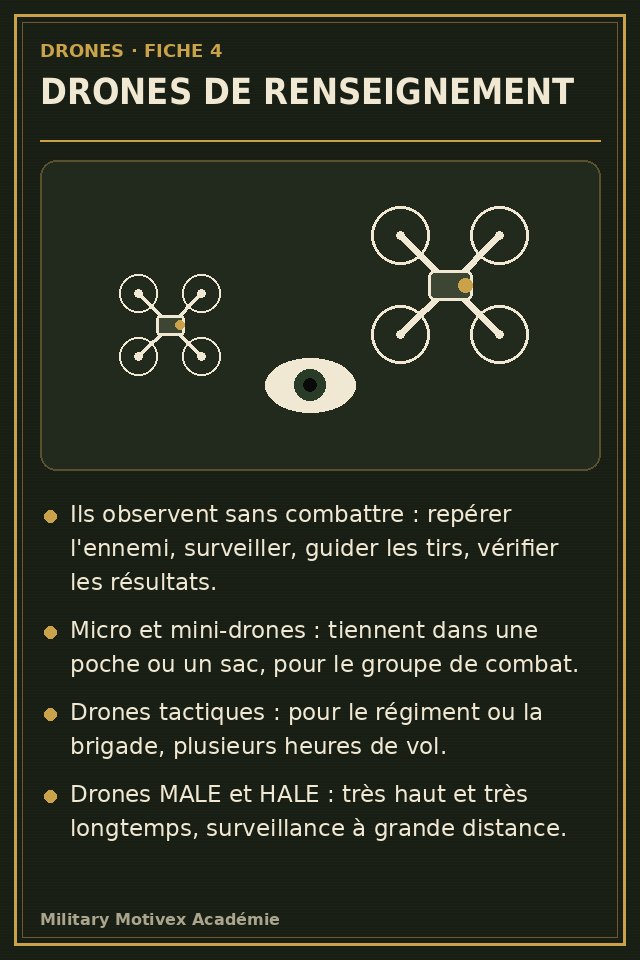 DRONES · FICHE 4
DRONES DE RENSEIGNEMENT
Ils observent sans combattre : repérer
l'ennemi, surveiller, guider les tirs, vérifier
les résultats.
Micro et mini-drones : tiennent dans une
poche ou un sac, pour le groupe de combat.
Drones tactiques : pour le régiment ou la
brigade, plusieurs heures de vol.
Drones MALE et HALE : très haut et très
longtemps, surveillance à grande distance.
Military Motivex Académie